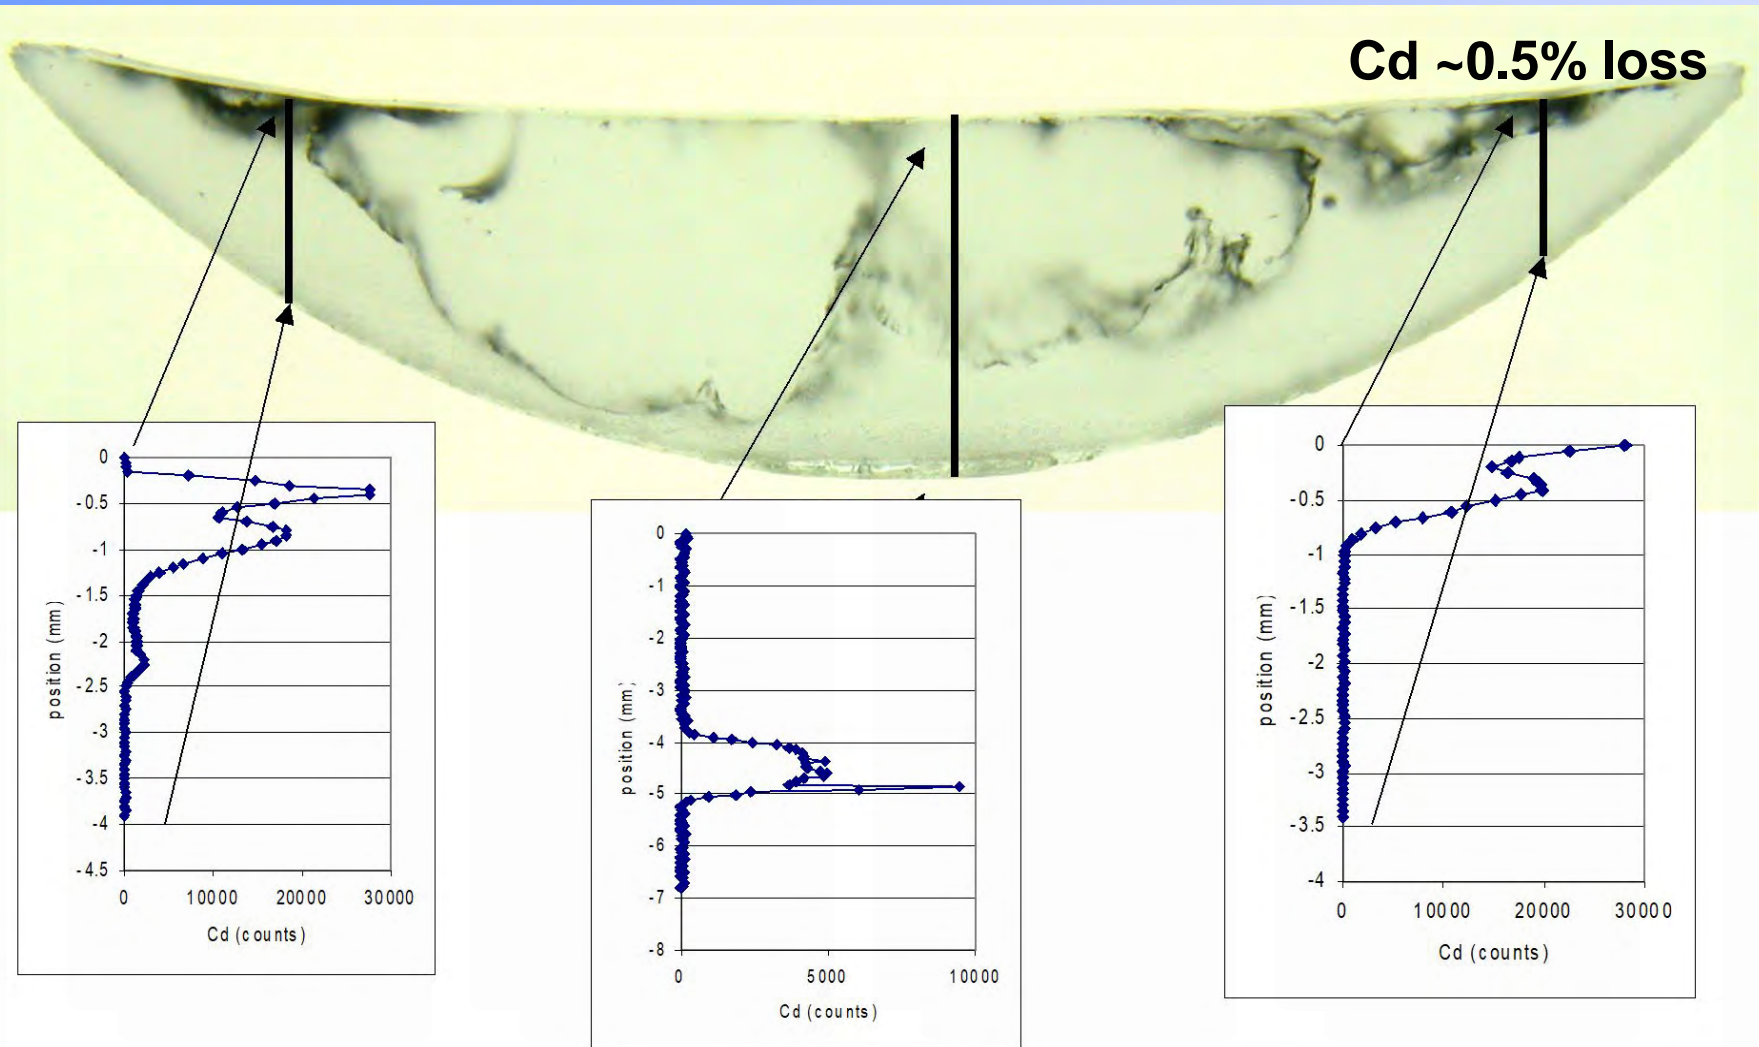 Cd ~0.5% loss
0
-0.5
-1
-1.5
-2
-2.5
-3
-3.5
-4
-4.5
position (mm)
0 10000 20000 30000
Cd (counts)
0
-1
-2
-3
-4
-5
-6
-7
-8
position (mm)
0 5000 10000
Cd (counts)
0
-0.5
-1
-1.5
-2
-2.5
-3
-3.5
-4
position (mm)
0 10000 20000 30000
Cd (counts)